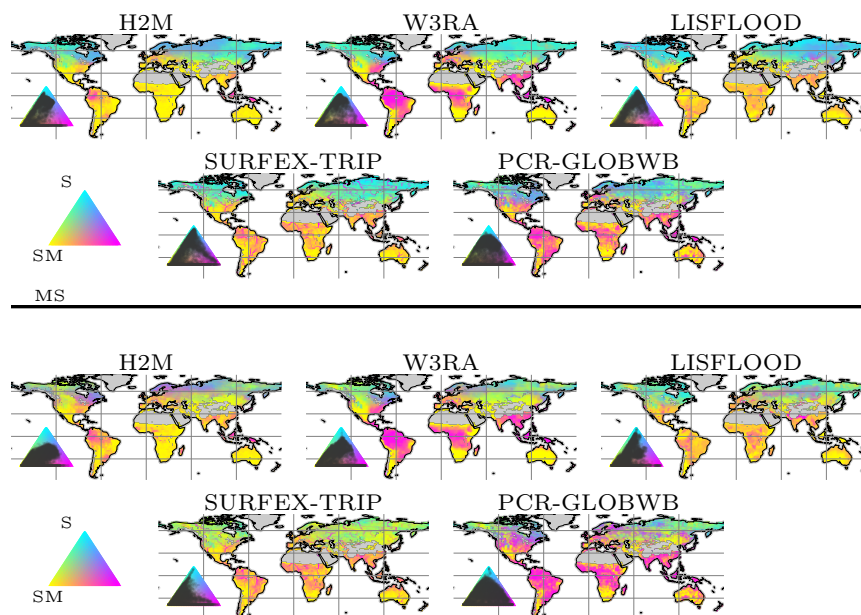 H2M W3RA LISFLOOD
SURFEX-TRIP PCR-GLOBWB
S
SM
MS
H2M W3RA LISFLOOD
SURFEX-TRIP PCR-GLOBWB
S
SM